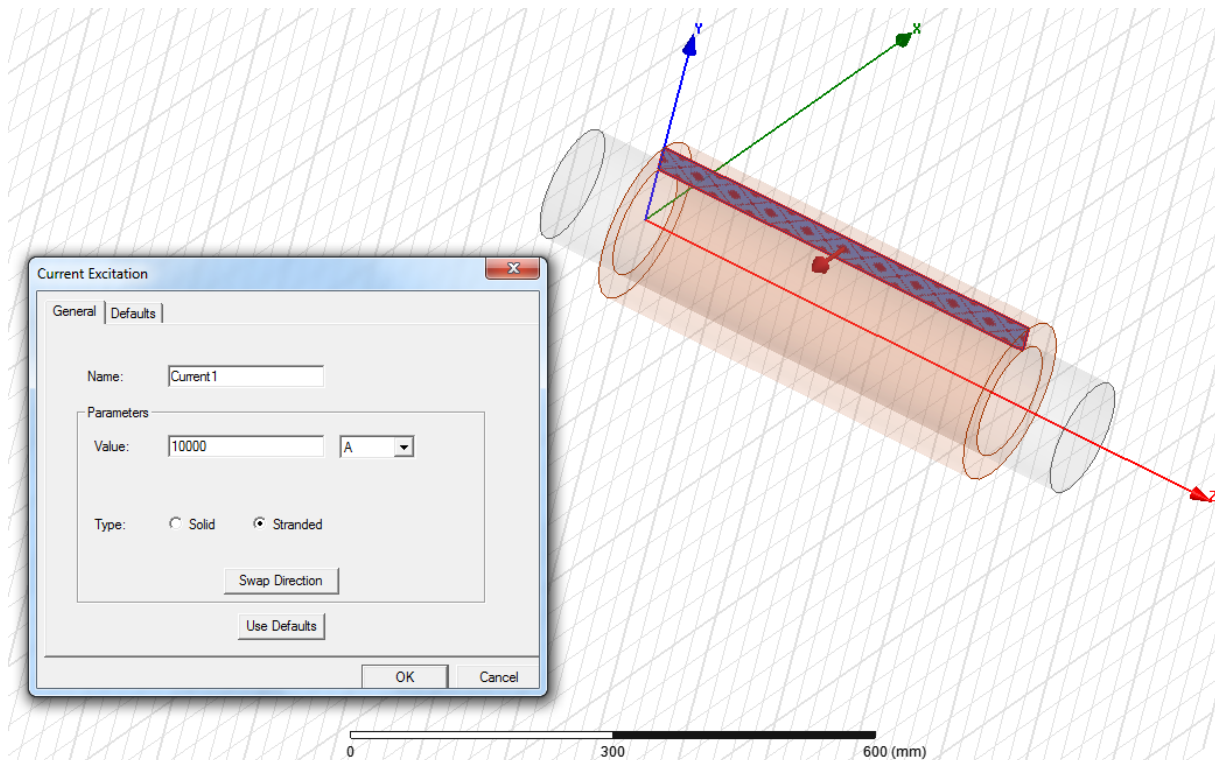 Y
X
Current Excitation
General
Defaults
Name:
Current1
Parameters
Value:
10000
A
Type:
Solid
Stranded
Swap Direction
Use Defaults
OK
Cancel
Z
0
300
600 (mm)